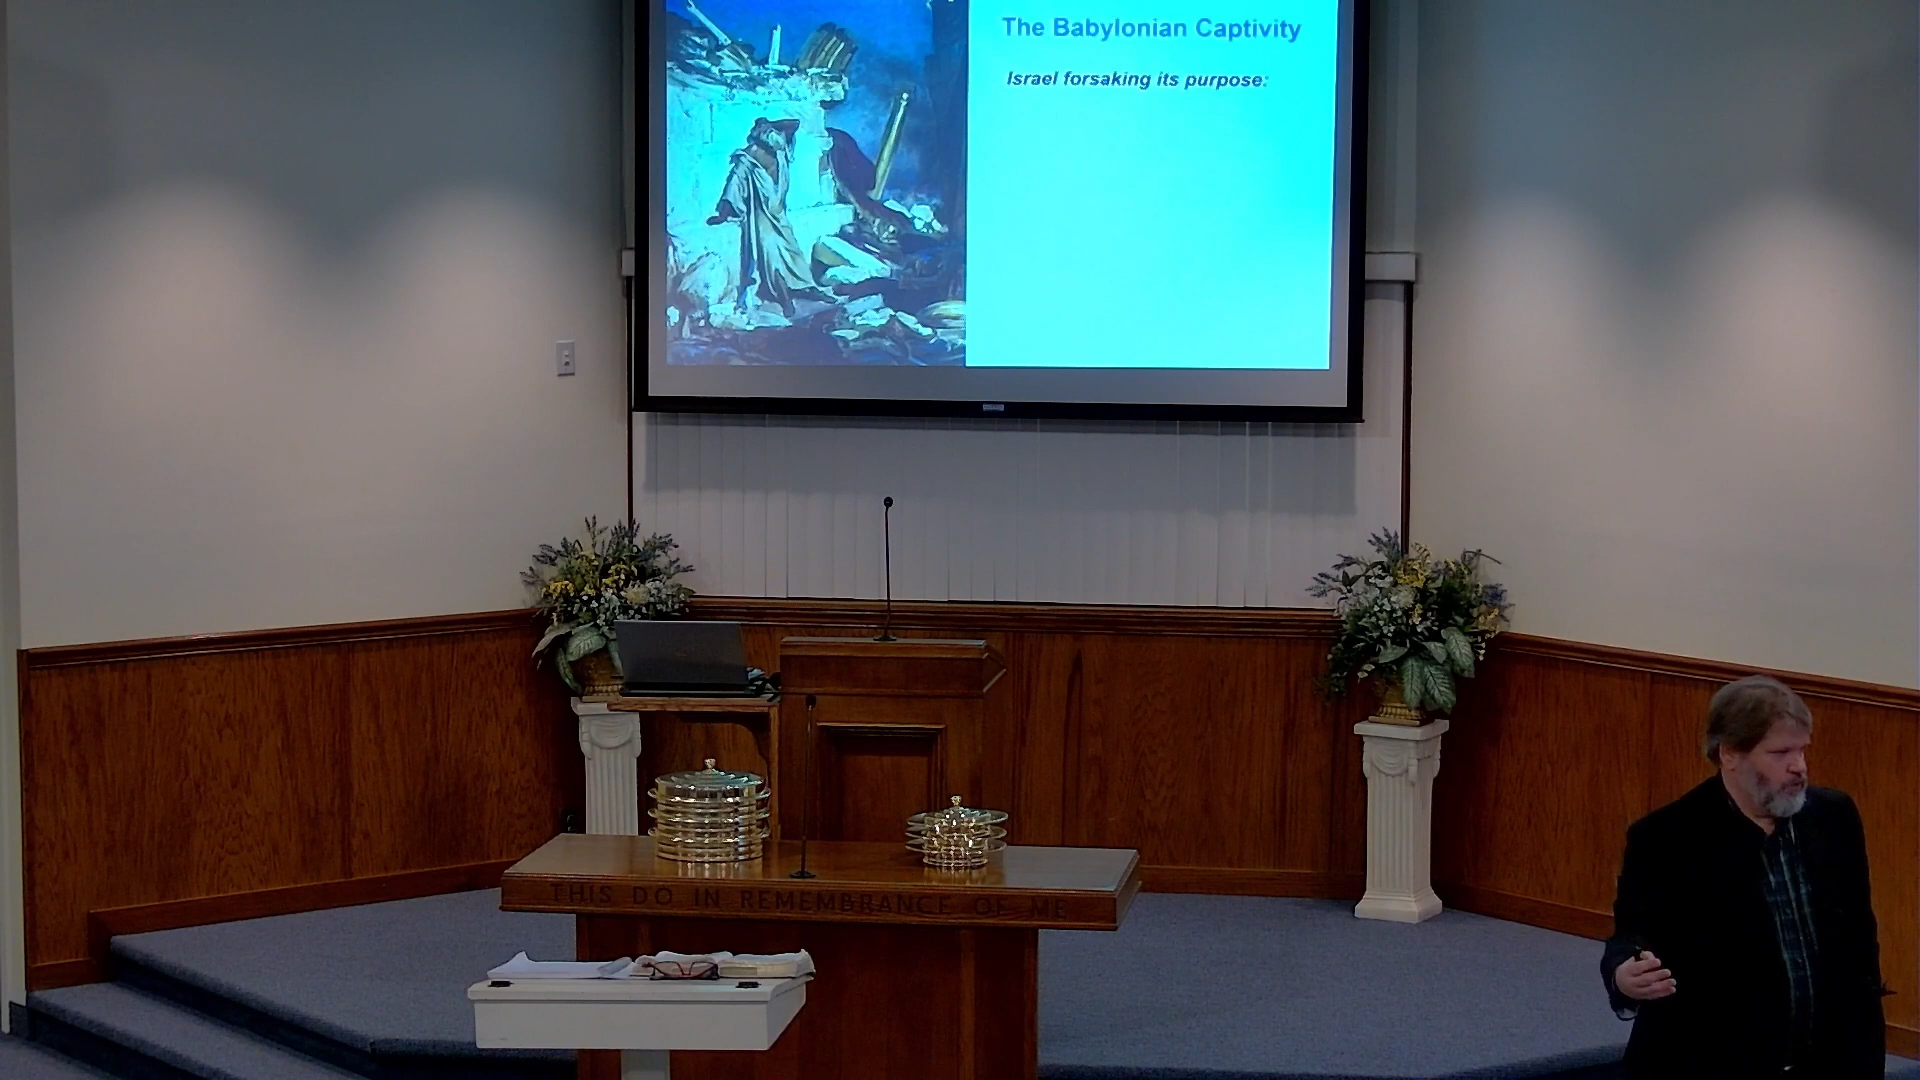 The Babylonian Captivity
Israel forsaking its purpose:
THIS DO IN REMEMBRANCE OF ME